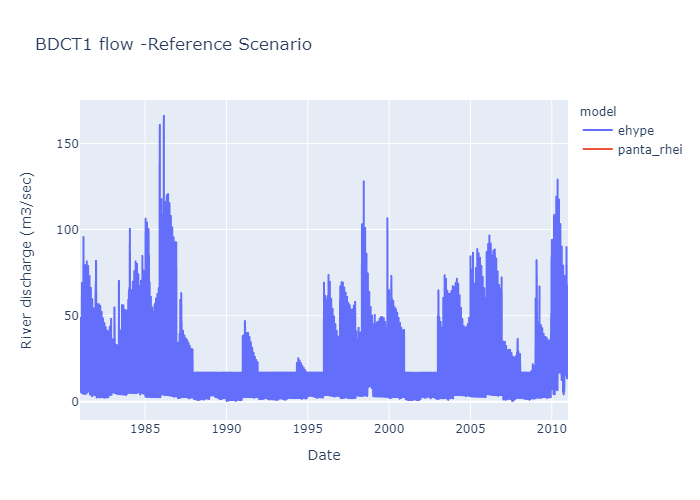 BDCT1 flow -Reference Scenario
model
ehype
panta_rhei
River discharge (m3/sec)
150
100
50
0
1985
1990
1995
2000
2005
2010
Date